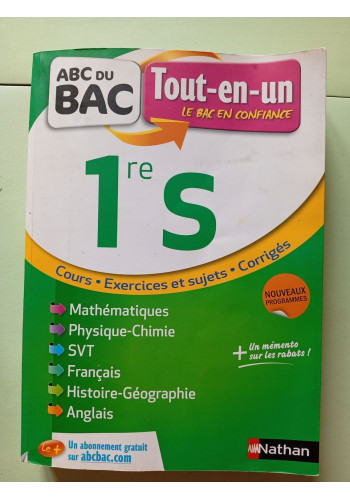 ABC DU
BAC
Tout-en-un
LE BAC EN CONFIANCE
1re S
Cours • Exercices et sujets • Corrigés
NOUVEAUX
PROGRAMMES
Mathématiques
Physique-Chimie
SVT
Français
Histoire-Géographie
Anglais
+ Un mémento
sur les rabats !
Le +
Un abonnement gratuit
sur abcbac.com
Nathan